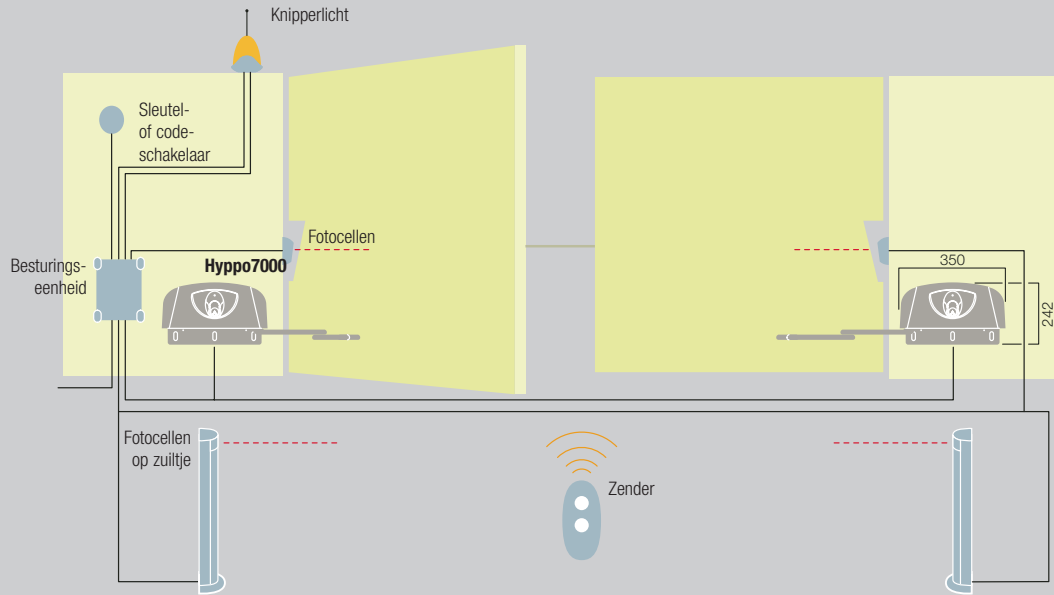 Knipperlicht
Sleutel-
of code-
schakelaar
Fotocellen
Besturings-
eenheid
Hyppo7000
350
242
Fotocellen
op zuiltje
Zender